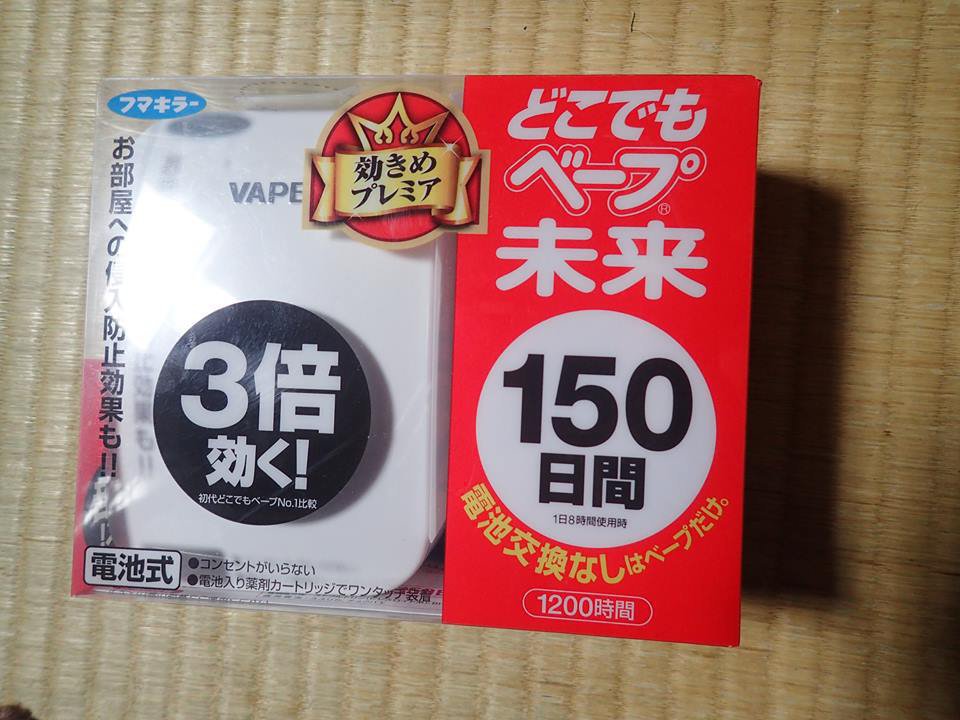 フマキラー
お部屋への侵入防止効果も!!
VAPE
効きめ
プレミア
3倍
効く!
初代どこでもベープNo.1比較
電池式
●コンセントがいらない
●電池入り薬剤カートリッジでワンタッチ装着
どこでも
ベープ®
未来
150
日間
1日8時間使用時
電池交換なしはベープだけ。
1200時間